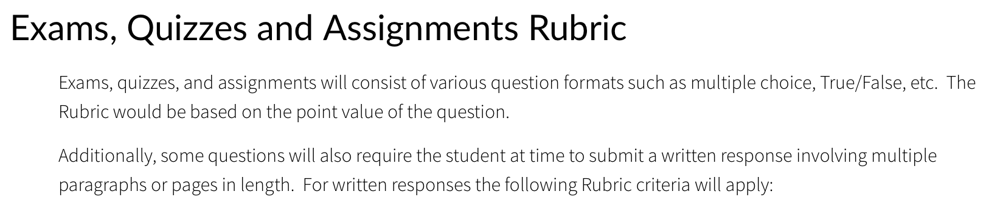 Exams, Quizzes and Assignments Rubric
Exams, quizzes, and assignments will consist of various question formats such as multiple choice, True/False, etc.  The
Rubric would be based on the point value of the question.
Additionally, some questions will also require the student at time to submit a written response involving multiple
paragraphs or pages in length.  For written responses the following Rubric criteria will apply: